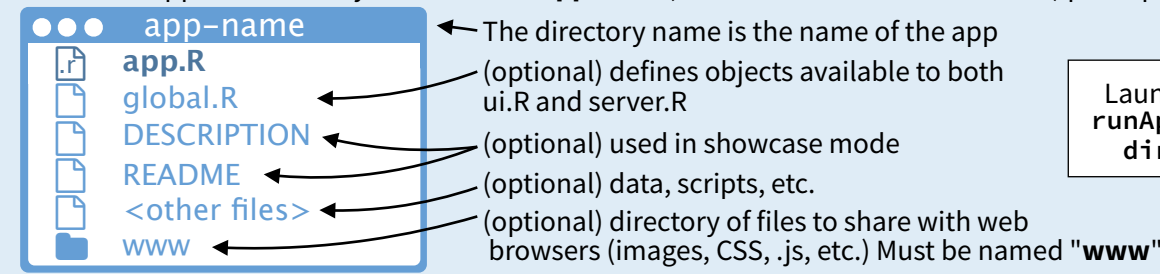 app-name
The directory name is the name of the app
.r
app.R
(optional) defines objects available to both
ui.R and server.R
global.R
DESCRIPTION
(optional) used in showcase mode
README
(optional) data, scripts, etc.
<other files>
(optional) directory of files to share with web
browsers (images, CSS, .js, etc.) Must be named "www"
www
Laun
runAp
dir